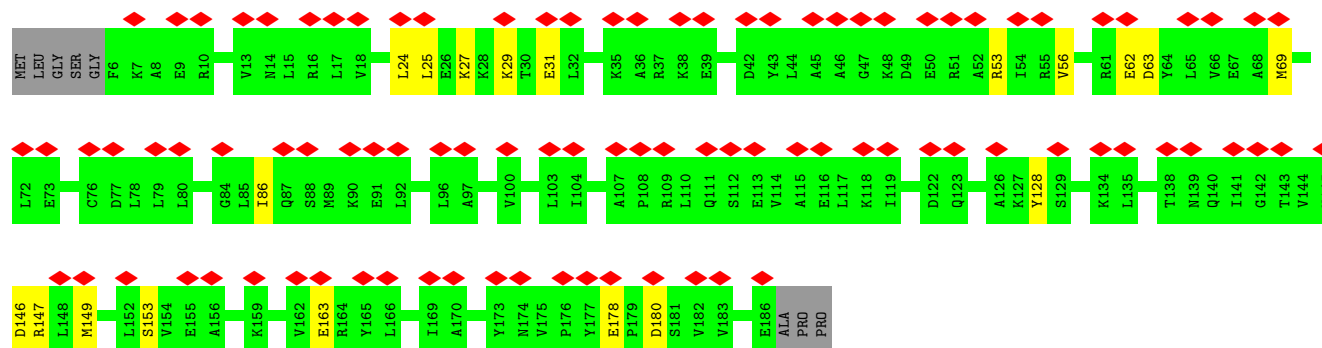 MET LEU GLY SER GLY F6 K7 A8 E9 R10 V13 N14 L15 R16 L17 V18 L24 L25 E26 K27 K28 K29 T30 E31 L32 K35 A36 R37 K38 E39 D42 Y43 L44 A45 A46 G47 K48 D49 E50 R51 A52 R53 I54 R55 V56 R61 E62 D63 Y64 L65 V66 E67 A68 M69
L72 E73 C76 D77 L78 L79 L80 G84 L85 I86 Q87 S88 M89 K90 E91 L92 L96 A97 V100 L103 I104 A107 P108 R109 L110 Q111 S112 E113 V114 A115 E116 L117 K118 I119 D122 Q123 A126 K127 Y128 S129 K134 L135 T138 N139 Q140 I141 G142 T143 V144
D146 R147 L148 M149 L152 S153 V154 E155 A156 K159 V162 E163 R164 Y165 L166 I169 A170 Y173 N174 V175 P176 Y177 E178 P179 D180 S181 V182 V183 E186 ALA PRO PRO